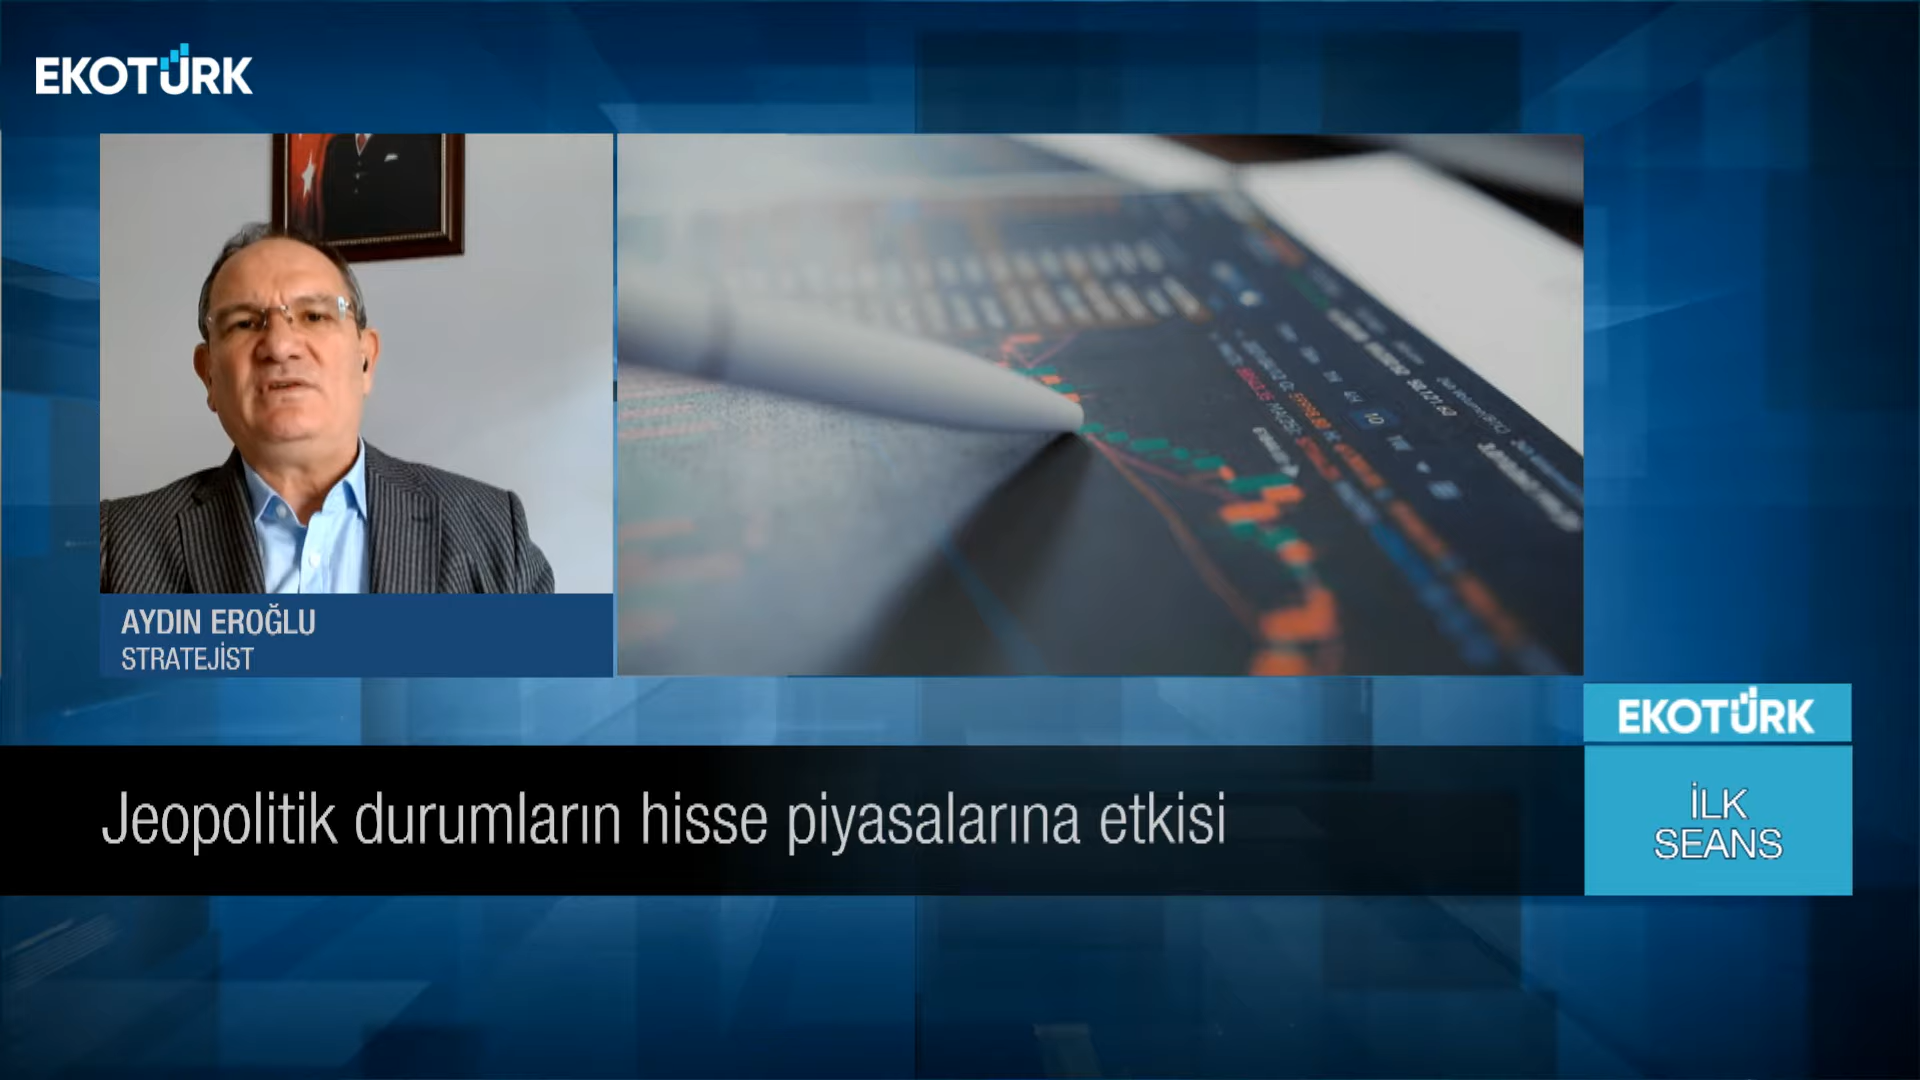 EKOTÜRK
AYDIN EROĞLU
STRATEJİST
EKOTÜRK
Jeopolitik durumların hisse piyasalarına etkisi
İLK
SEANS